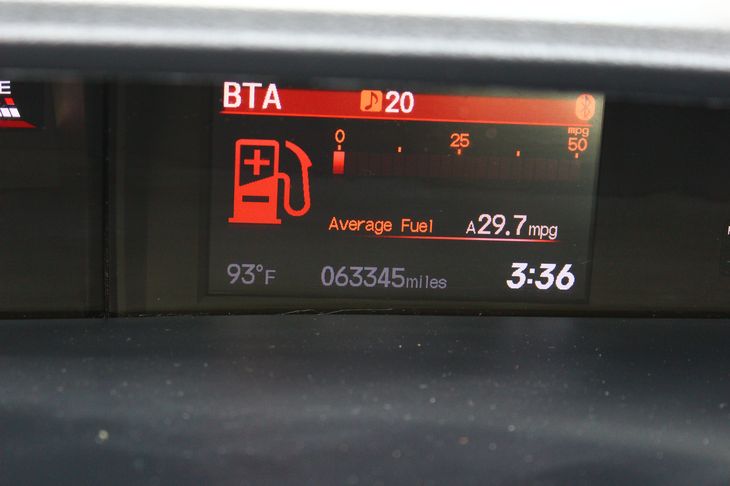 E
BTA 20
mpg
0 25 50
Average Fuel A29.7mpg
93°F 063345miles 3:36